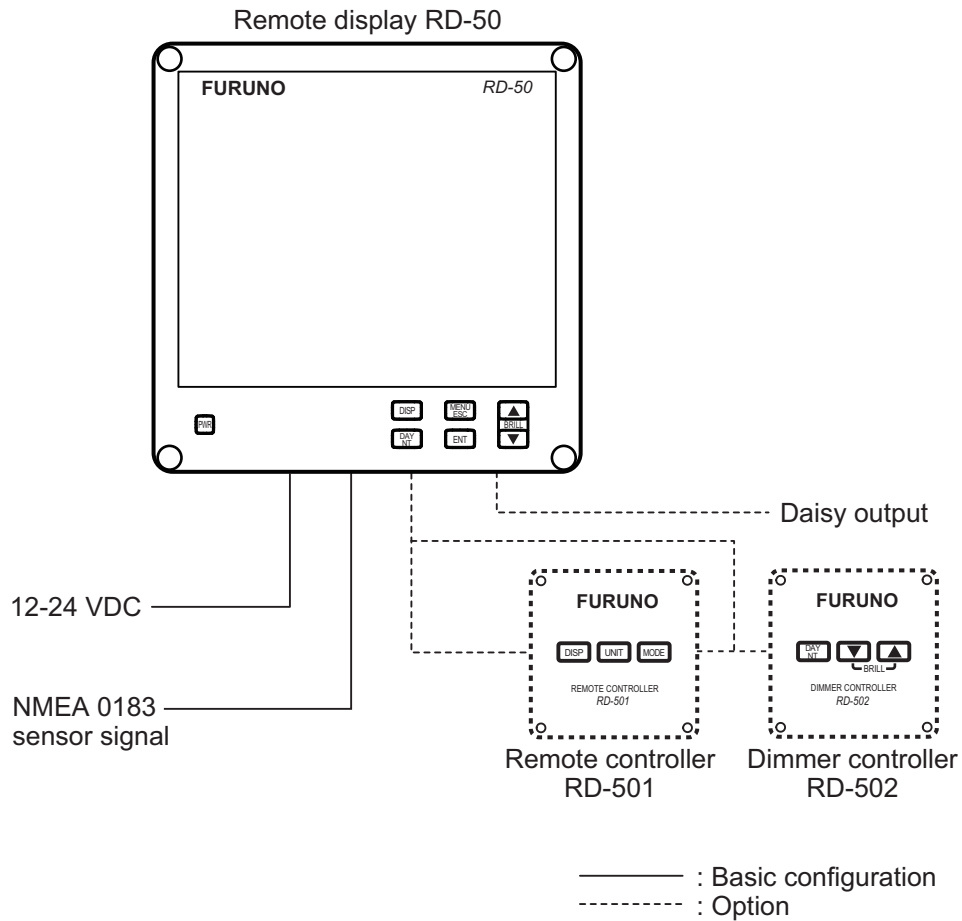 Remote display RD-50
FURUNO
RD-50
PWR
DISP
MENU
ESC
▲
BRILL
DAY
NT
ENT
▼
Daisy output
12-24 VDC
NMEA 0183
sensor signal
FURUNO
DISP
UNIT
MODE
REMOTE CONTROLLER
RD-501
Remote controller
RD-501
FURUNO
DAY
NT
▼
▲
BRILL
DIMMER CONTROLLER
RD-502
Dimmer controller
RD-502
: Basic configuration
: Option